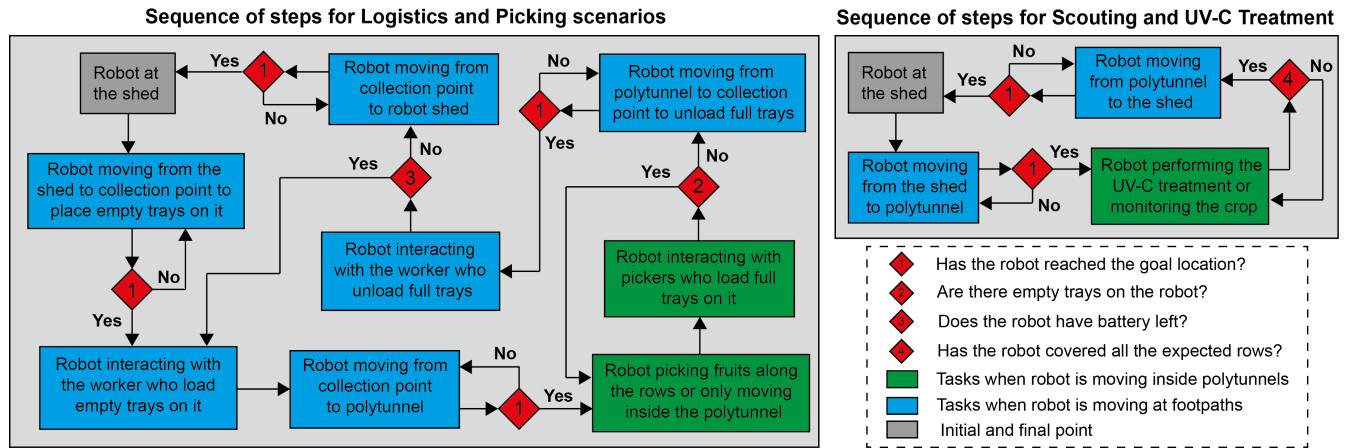 Sequence of steps for Logistics and Picking scenarios
Robot at
the shed
Yes
1
No
Robot moving from
collection point
to robot shed
No
1
Yes
Robot moving from
polytunnel to collection
point to unload full trays
Robot moving from the
shed to collection point to
place empty trays on it
Yes
3
No
Yes
2
No
1
No
Yes
Robot interacting
with the worker who
unload full trays
Robot interacting with
pickers who load full
trays on it
Robot interacting with
the worker who load
empty trays on it
Robot moving from
collection point
to polytunnel
No
1
Yes
Robot picking fruits along
the rows or only moving
inside the polytunnel
Sequence of steps for Scouting and UV-C Treatment
Robot at
the shed
Yes
1
No
Robot moving
from polytunnel
to the shed
Yes
4
No
Robot moving
from the shed
to polytunnel
1
Yes
No
Robot performing the
UV-C treatment or
monitoring the crop
1 Has the robot reached the goal location?
2 Are there empty trays on the robot?
3 Does the robot have battery left?
4 Has the robot covered all the expected rows?
Tasks when robot is moving inside polytunnels
Tasks when robot is moving at footpaths
Initial and final point